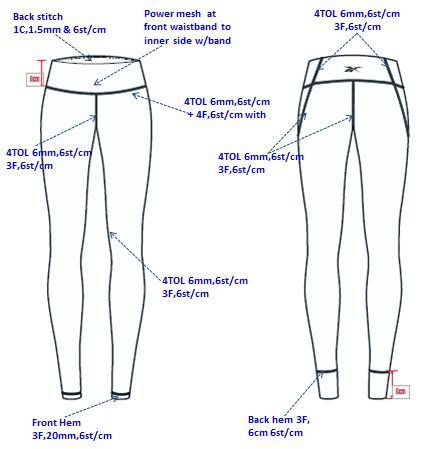 Back stitch
1C,1.5mm & 6st/cm
Power mesh at
front waistband to
inner side w/band
4TOL 6mm,6st/cm
3F,6st/cm
4TOL 6mm,6st/cm
+ 4F,6st/cm with
4TOL 6mm,6st/cm
3F,6st/cm
4TOL 6mm,6st/cm
3F,6st/cm
4TOL 6mm,6st/cm
3F,6st/cm
Front Hem
3F,20mm,6st/cm
Back hem 3F,
6cm 6st/cm